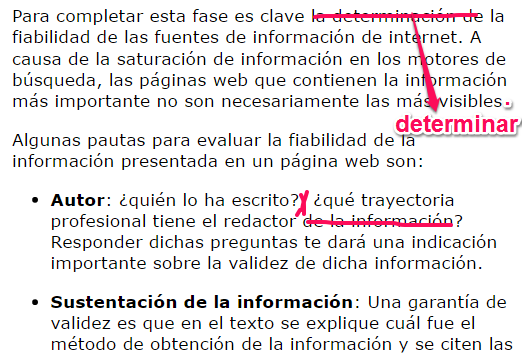 Para completar esta fase es clave la determinación de la
fiabilidad de las fuentes de información de internet. A
causa de la saturación de información en los motores de
búsqueda, las páginas web que contienen la información
más importante no son necesariamente las más visibles.
determinar
Algunas pautas para evaluar la fiabilidad de la
información presentada en un página web son:
• Autor: ¿quién lo ha escrito? y ¿qué trayectoria
profesional tiene el redactor de la información?
Responder dichas preguntas te dará una indicación
importante sobre la validez de dicha información.
• Sustentación de la información: Una garantía de
validez es que en el texto se explique cuál fue el
método de obtención de la información y se citen las